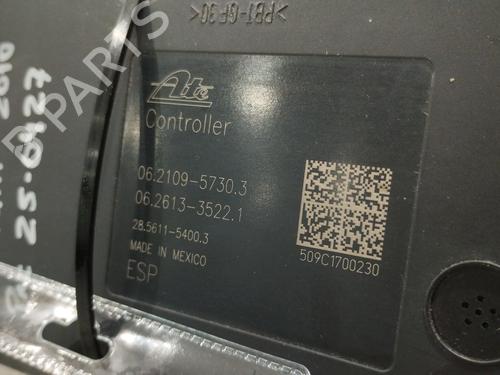 >PBT-GF30<
Ate
Controller
06.2109-5730.3
06.2613-3522.1
28.5611-5400.3
MADE IN MEXICO
ESP
509C1700230
B-PARTS